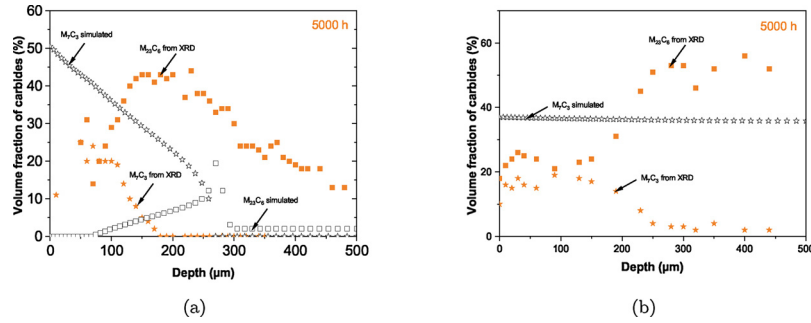 5000 h
M7C3 simulated
M23C6 from XRD
M7C3 from XRD
M23C6 simulated
Volume fraction of carbides (%)
60
50
40
30
20
10
0
0
100
200
300
400
500
Depth (µm)
(a)
5000 h
M23C6 from XRD
M7C3 simulated
M7C3 from XRD
Volume fraction of carbides (%)
60
40
20
0
0
100
200
300
400
500
Depth (µm)
(b)